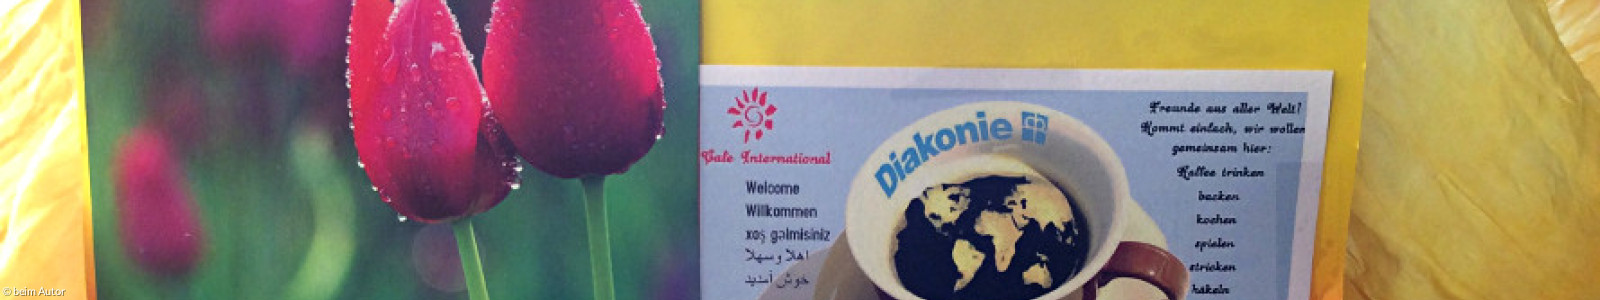 Cafe International
Welcome
Willkommen
xoş gəlmisiniz
اهلا وسهلا
خوش آمدید
Diakonie
Freunde aus aller Welt!
Kommt einfach, wir wollen
gemeinsam hier:
Kaffee trinken
backen
kochen
spielen
stricken
häkeln
© beim Autor